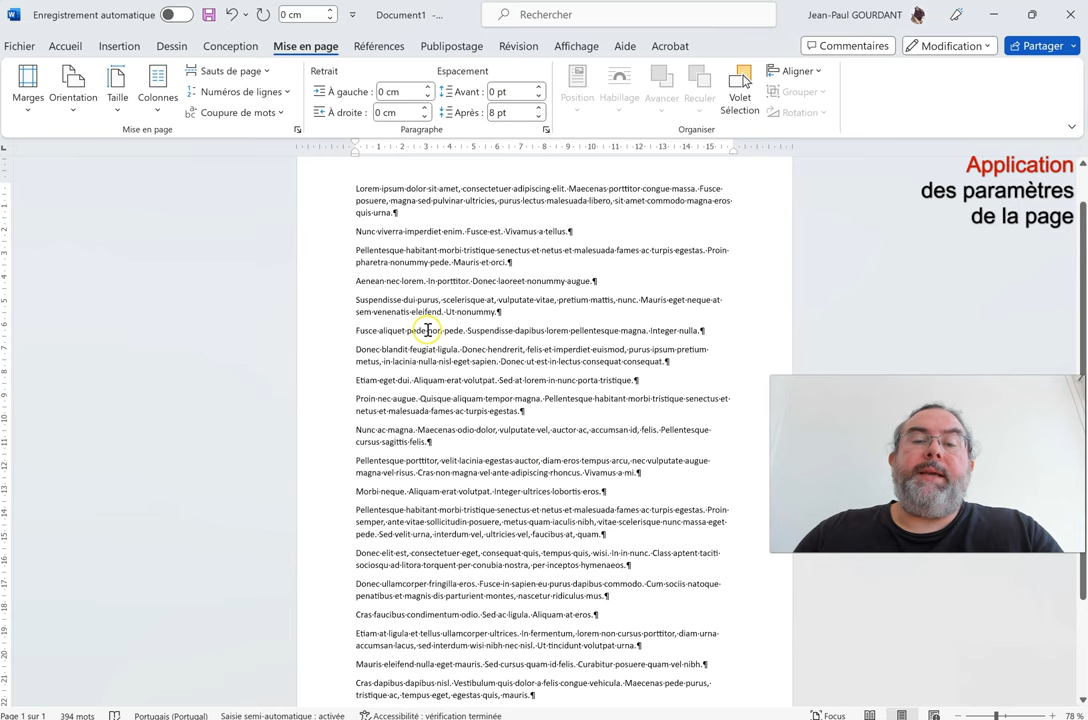 Enregistrement automatique
0 cm
Document1 -...
Rechercher
Jean-Paul GOURDANT
Fichier Accueil Insertion Dessin Conception Mise en page Références Publipostage Révision Affichage Aide Acrobat
Commentaires
Modification
Partager
Marges
Orientation
Taille
Colonnes
Sauts de page
Numéros de lignes
Coupure de mots
Mise en page
Retrait
À gauche : 0 cm
À droite : 0 cm
Espacement
Avant : 0 pt
Après : 8 pt
Paragraphe
Position
Habillage
Avancer
Reculer
Volet
Sélection
Aligner
Grouper
Rotation
Organiser
Application
des paramètres
de la page
Lorem·ipsum·dolor·sit·amet,·consectetuer·adipiscing·elit.·Maecenas·porttitor·congue·massa.·Fusce·
posuere,·magna·sed·pulvinar·ultricies,·purus·lectus·malesuada·libero,·sit·amet·commodo·magna·eros·
quis·urna.¶
Nunc·viverra·imperdiet·enim.·Fusce·est.·Vivamus·a·tellus.¶
Pellentesque·habitant·morbi·tristique·senectus·et·netus·et·malesuada·fames·ac·turpis·egestas.·Proin·
pharetra·nonummy·pede.·Mauris·et·orci.¶
Aenean·nec·lorem.·In·porttitor.·Donec·laoreet·nonummy·augue.¶
Suspendisse·dui·purus,·scelerisque·at,·vulputate·vitae,·pretium·mattis,·nunc.·Mauris·eget·neque·at·
sem·venenatis·eleifend.·Ut·nonummy.¶
Fusce·aliquet·pede·non·pede.·Suspendisse·dapibus·lorem·pellentesque·magna.·Integer·nulla.¶
Donec·blandit·feugiat·ligula.·Donec·hendrerit,·felis·et·imperdiet·euismod,·purus·ipsum·pretium·
metus,·in·lacinia·nulla·nisl·eget·sapien.·Donec·ut·est·in·lectus·consequat·consequat.¶
Etiam·eget·dui.·Aliquam·erat·volutpat.·Sed·at·lorem·in·nunc·porta·tristique.¶
Proin·nec·augue.·Quisque·aliquam·tempor·magna.·Pellentesque·habitant·morbi·tristique·senectus·et·
netus·et·malesuada·fames·ac·turpis·egestas.¶
Nunc·ac·magna.·Maecenas·odio·dolor,·vulputate·vel,·auctor·ac,·accumsan·id,·felis.·Pellentesque·
cursus·sagittis·felis.¶
Pellentesque·porttitor,·velit·lacinia·egestas·auctor,·diam·eros·tempus·arcu,·nec·vulputate·augue·
magna·vel·risus.·Cras·non·magna·vel·ante·adipiscing·rhoncus.·Vivamus·a·mi.¶
Morbi·neque.·Aliquam·erat·volutpat.·Integer·ultrices·lobortis·eros.¶
Pellentesque·habitant·morbi·tristique·senectus·et·netus·et·malesuada·fames·ac·turpis·egestas.·Proin·
semper,·ante·vitae·sollicitudin·posuere,·metus·quam·iaculis·nibh,·vitae·scelerisque·nunc·massa·eget·
pede.·Sed·velit·urna,·interdum·vel,·ultricies·vel,·faucibus·at,·quam.¶
Donec·elit·est,·consectetuer·eget,·consequat·quis,·tempus·quis,·wisi.·In·in·nunc.·Class·aptent·taciti·
sociosqu·ad·litora·torquent·per·conubia·nostra,·per·inceptos·hymenaeos.¶
Donec·ullamcorper·fringilla·eros.·Fusce·in·sapien·eu·purus·dapibus·commodo.·Cum·sociis·natoque·
penatibus·et·magnis·dis·parturient·montes,·nascetur·ridiculus·mus.¶
Cras·faucibus·condimentum·odio.·Sed·ac·ligula.·Aliquam·at·eros.¶
Etiam·at·ligula·et·tellus·ullamcorper·ultrices.·In·fermentum,·lorem·non·cursus·porttitor,·diam·urna·
accumsan·lacus,·sed·interdum·wisi·nibh·nec·nisl.·Ut·tincidunt·volutpat·urna.¶
Mauris·eleifend·nulla·eget·mauris.·Sed·cursus·quam·id·felis.·Curabitur·posuere·quam·vel·nibh.¶
Cras·dapibus·dapibus·nisl.·Vestibulum·quis·dolor·a·felis·congue·vehicula.·Maecenas·pede·purus,·
tristique·ac,·tempus·eget,·egestas·quis,·mauris.¶
Page 1 sur 1 394 mots Portugais (Portugal) Saisie semi-automatique : activée Accessibilité : vérification terminée Focus 78 %